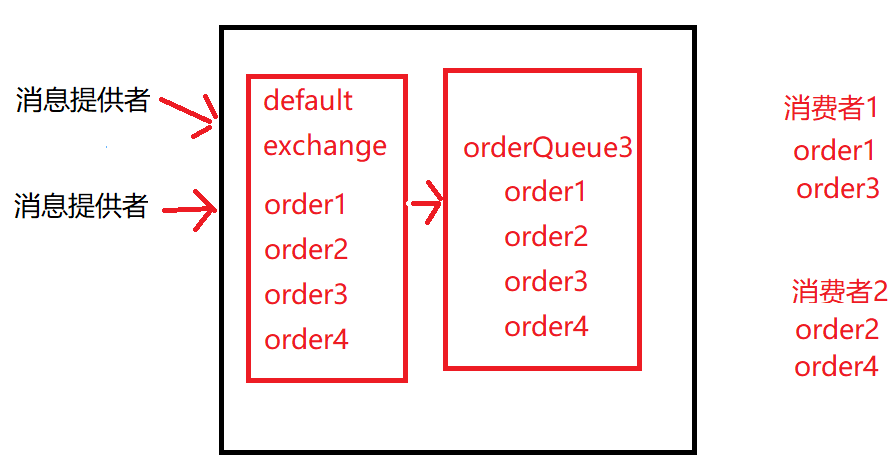 消息提供者
消息提供者
default
exchange
order1
order2
order3
order4
orderQueue3
order1
order2
order3
order4
消费者1
order1
order3
消费者2
order2
order4